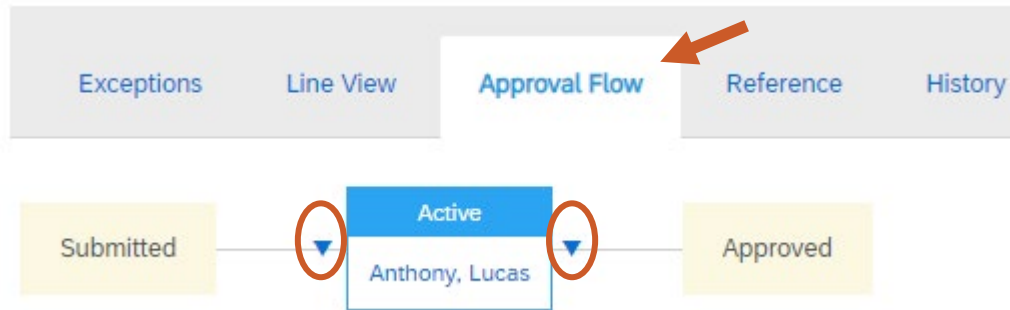 Exceptions Line View Approval Flow Reference History
Active
Submitted Approved
Anthony, Lucas